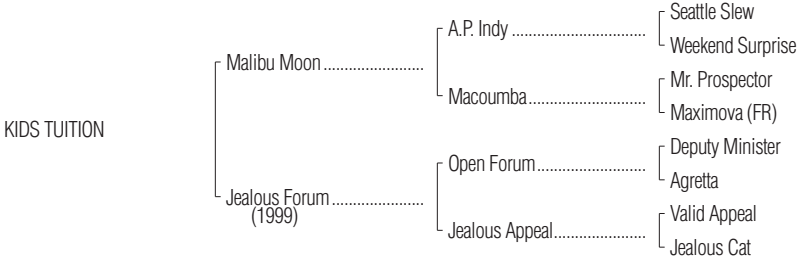 Seattle Slew
A.P. Indy ................................
Weekend Surprise
Malibu Moon ........................
Mr. Prospector
Macoumba ............................
Maximova (FR)
KIDS TUITION
Deputy Minister
Open Forum ..........................
Agretta
Jealous Forum ......................
(1999)
Valid Appeal
Jealous Appeal ......................
Jealous Cat